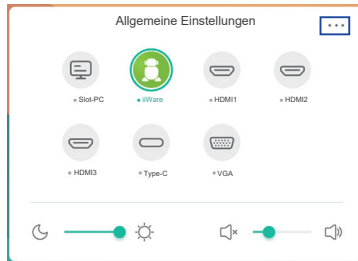 Allgemeine Einstellungen
Slot-PC
iiWare
HDMI1
HDMI2
HDMI3
Type-C
VGA